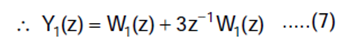 ∴ Y₁(z) = W₁(z) + 3z⁻¹W₁(z) .....(7)